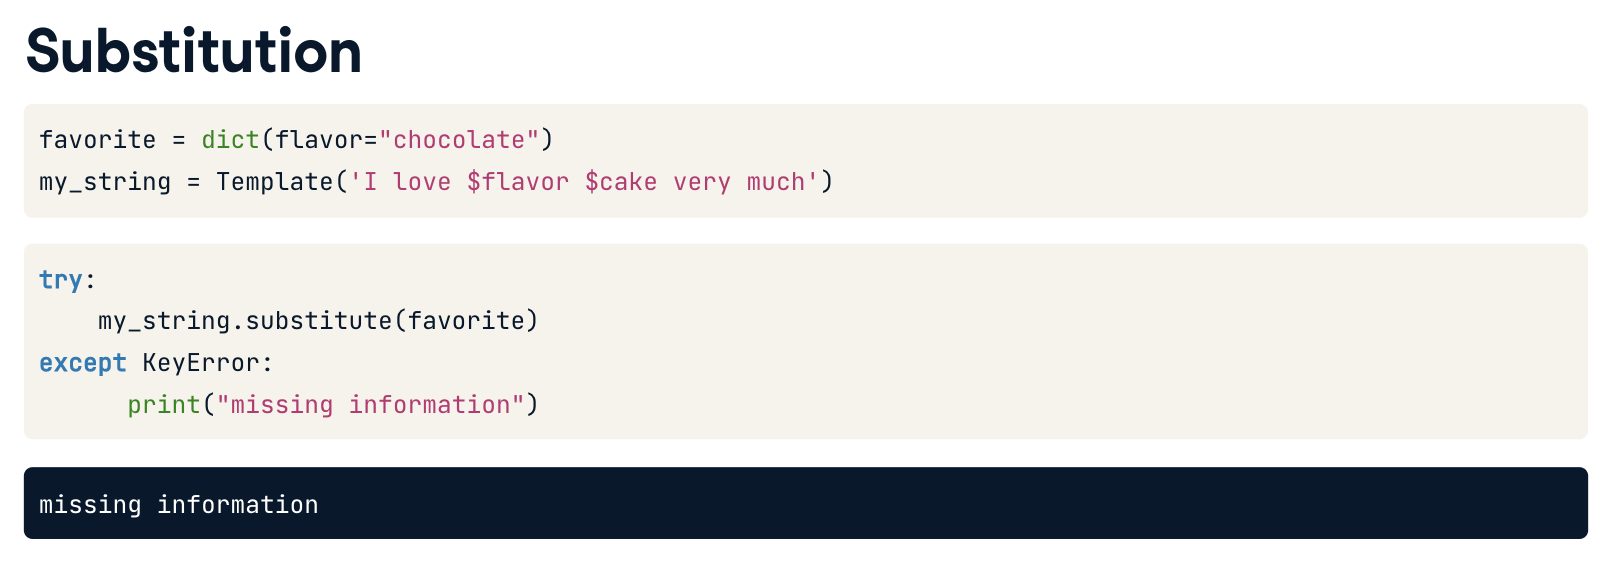 Substitution
favorite = dict(flavor="chocolate")
my_string = Template('I love $flavor $cake very much')
try:
    my_string.substitute(favorite)
except KeyError:
      print("missing information")
missing information